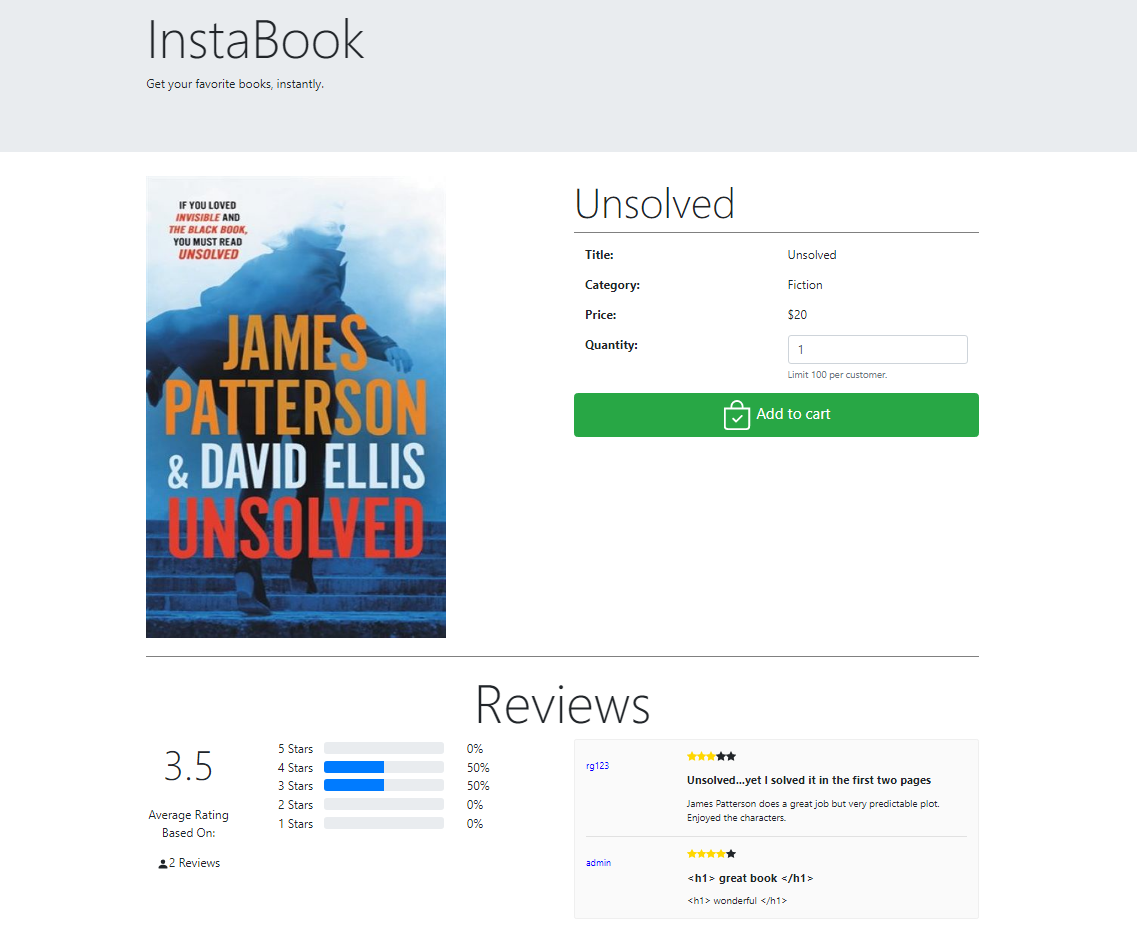 InstaBook
Get your favorite books, instantly.
IF YOU LOVED
INVISIBLE AND
THE BLACK BOOK,
YOU MUST READ
UNSOLVED
JAMES
PATTERSON
& DAVID ELLIS
UNSOLVED
Unsolved
Title: Unsolved
Category: Fiction
Price: $20
Quantity: 1
Limit 100 per customer.
Add to cart
Reviews
3.5
Average Rating
Based On:
2 Reviews
5 Stars 0%
4 Stars 50%
3 Stars 50%
2 Stars 0%
1 Stars 0%
rg123
Unsolved...yet I solved it in the first two pages
James Patterson does a great job but very predictable plot.
Enjoyed the characters.
admin
<h1> great book </h1>
<h1> wonderful </h1>